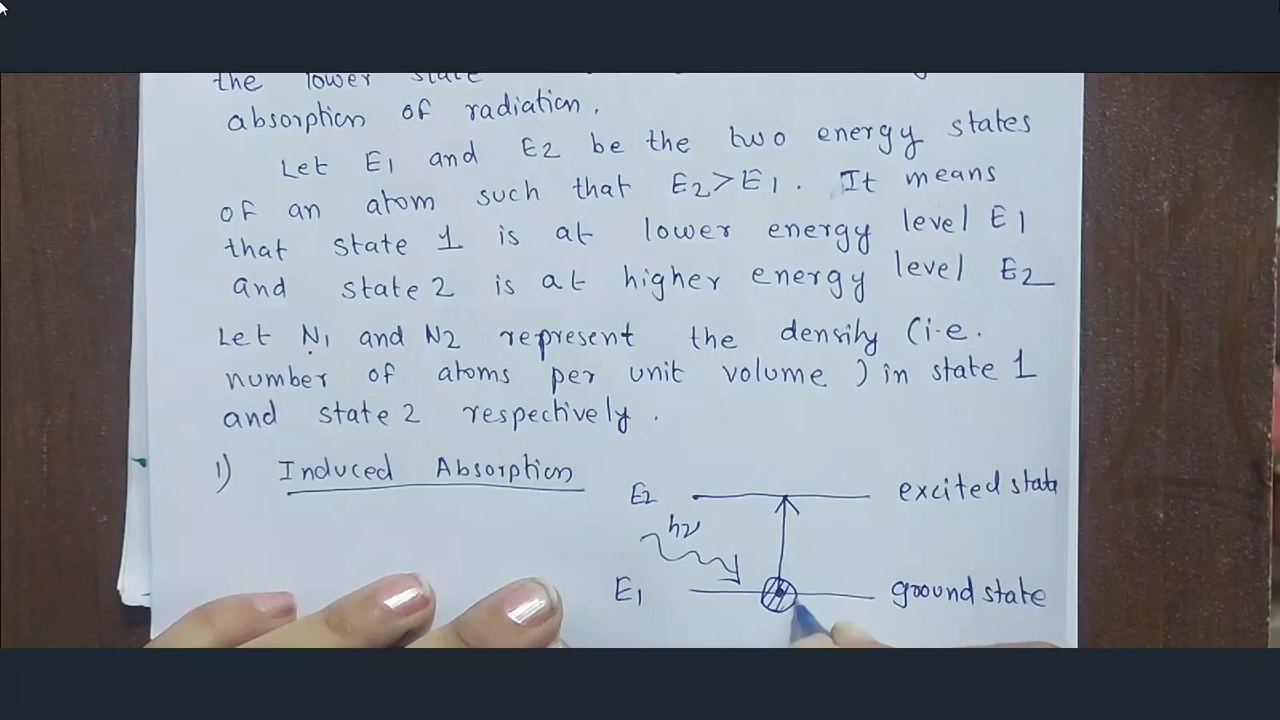 the lower state
absorption of radiation.
Let E1 and E2 be the two energy states
of an atom such that E2>E1. It means
that state 1 is at lower energy level E1
and state 2 is at higher energy level E2
Let N1 and N2 represent the density (i.e.
number of atoms per unit volume) in state 1
and state 2 respectively.
1) Induced Absorption
E2 excited state
hν
E1 ground state